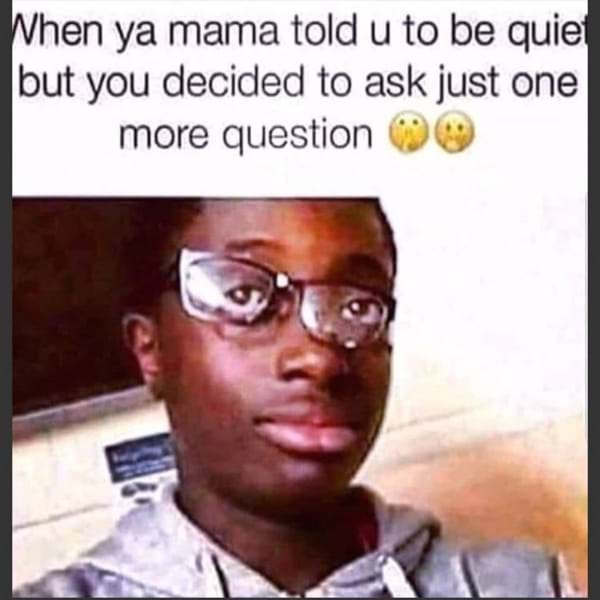 When ya mama told u to be quiet
but you decided to ask just one
more question 🤫🤫